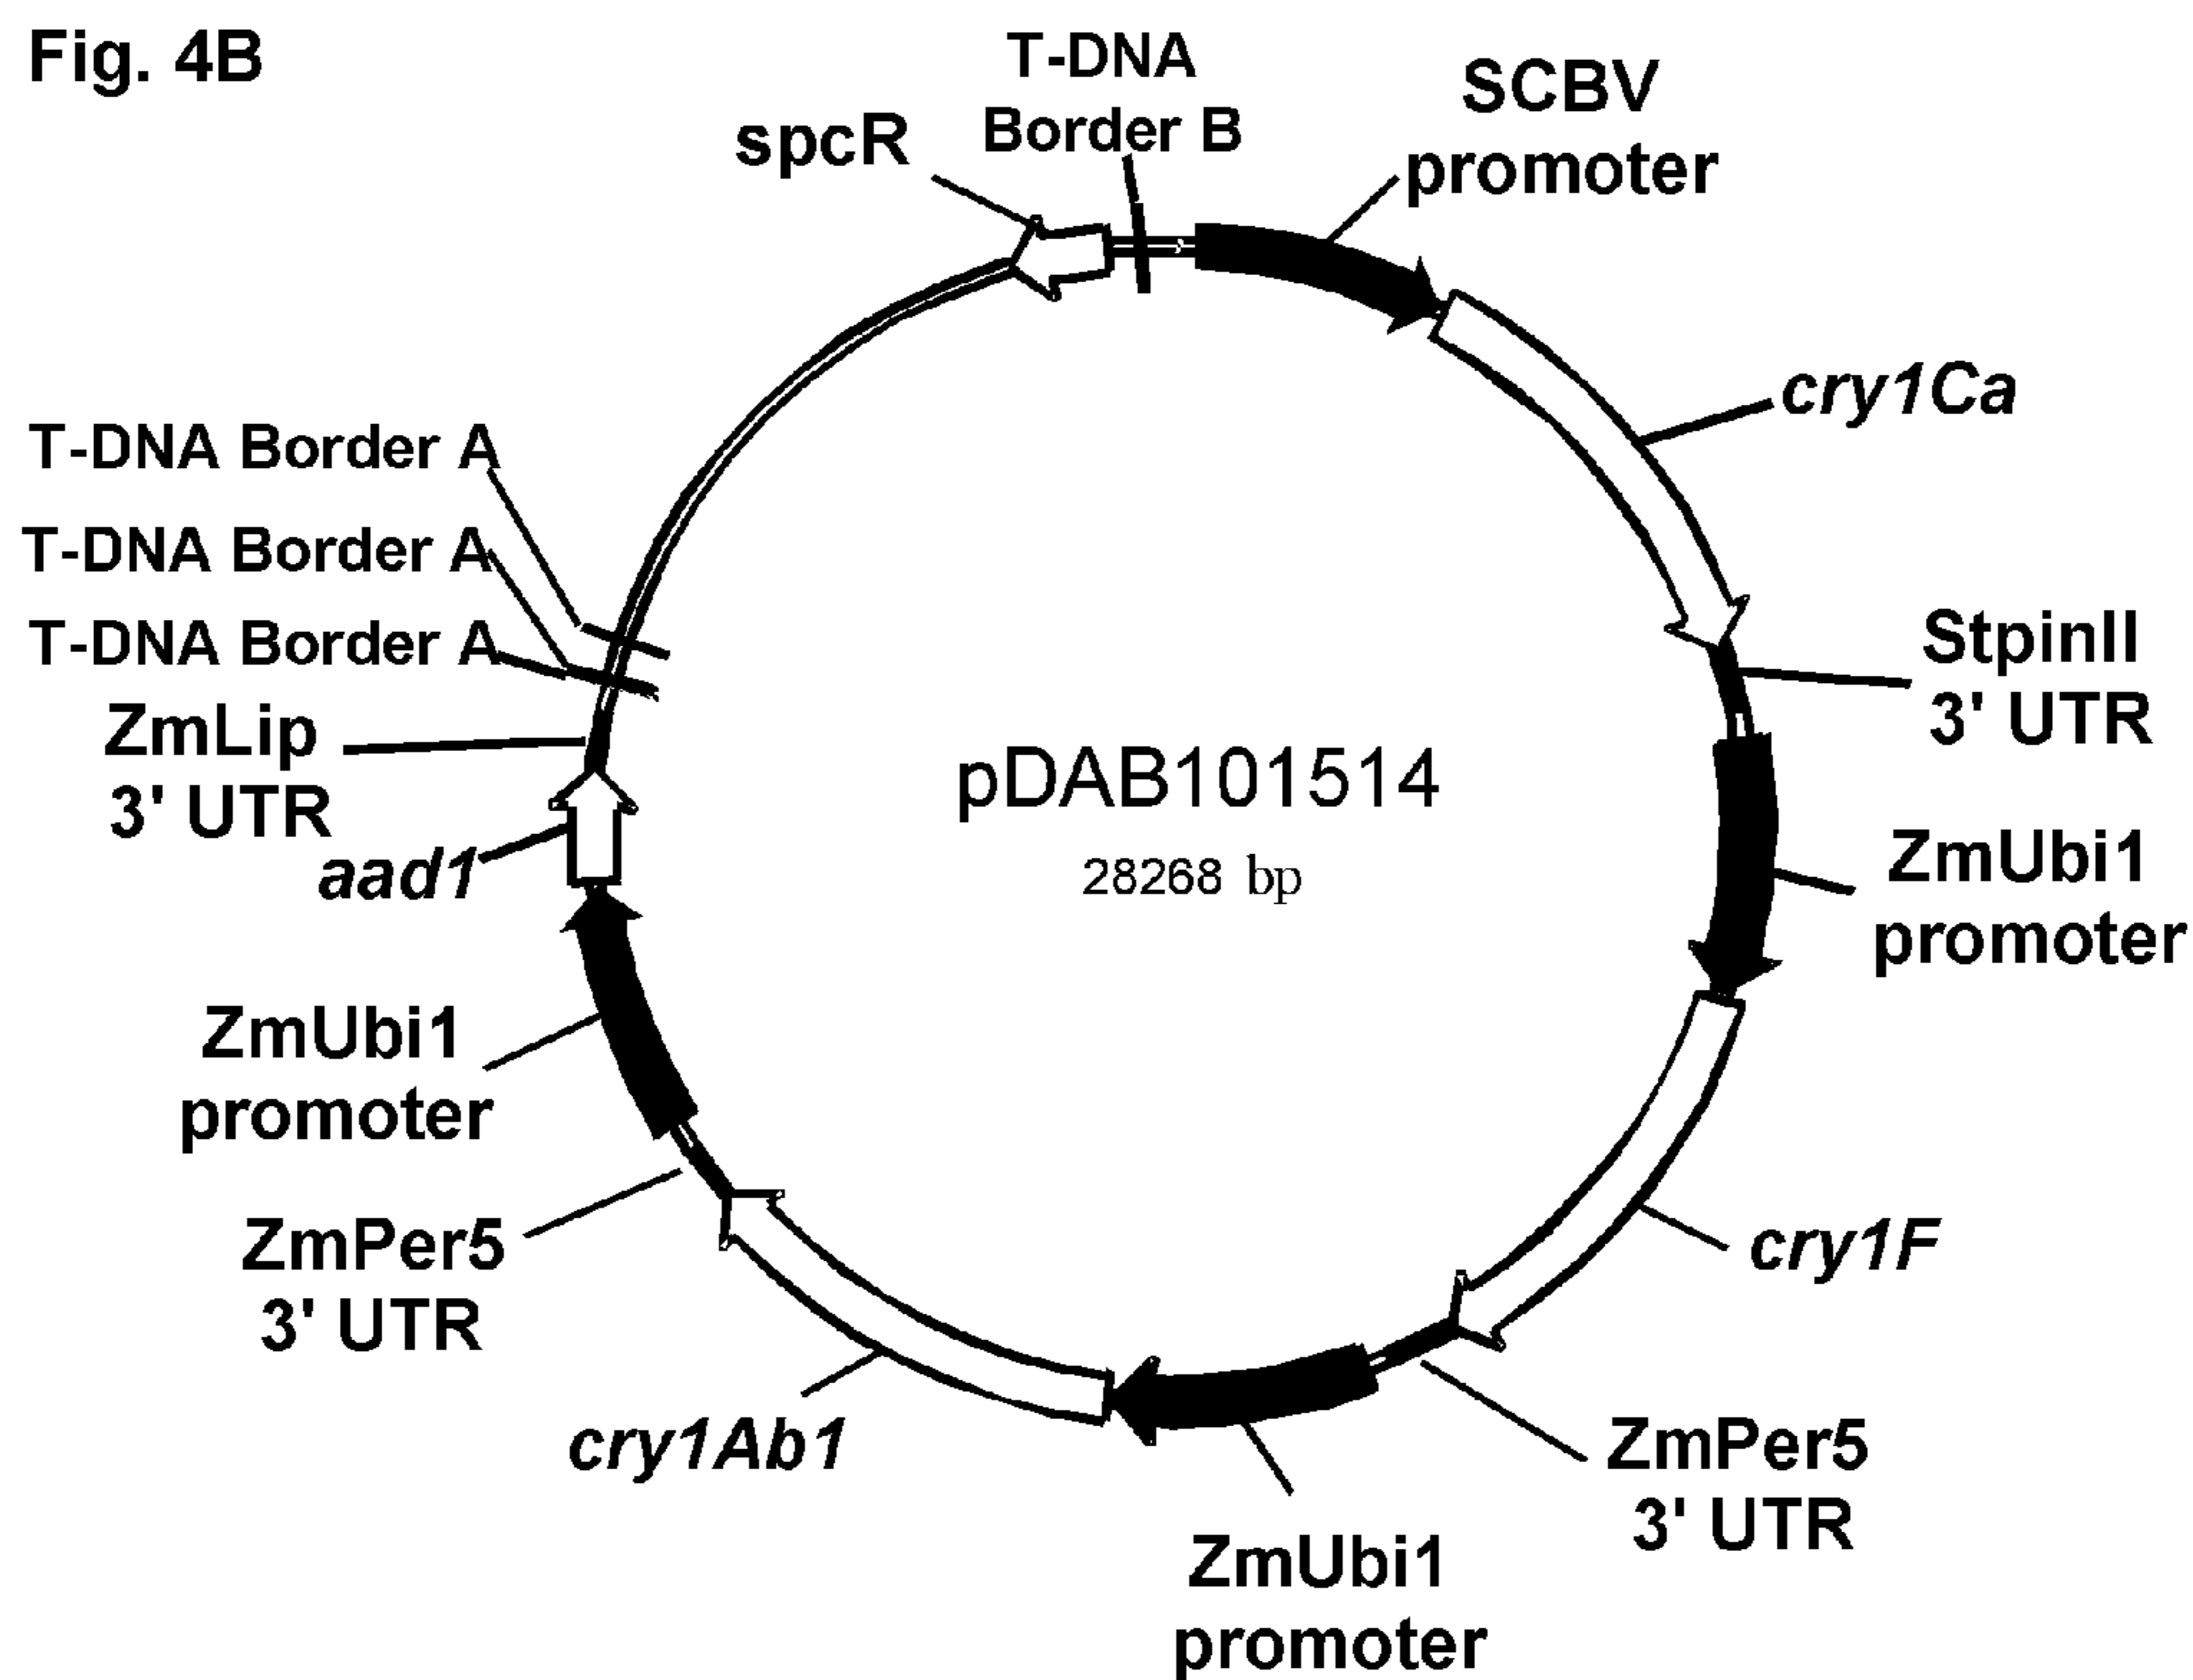 Fig. 4B
T-DNA
Border B
spcR
SCBV
promoter
cry1Ca
T-DNA Border A
T-DNA Border A
T-DNA Border A
StpinII
3' UTR
ZmLip
3' UTR
pDAB101514
28268 bp
aad1
ZmUbi1
promoter
ZmUbi1
promoter
ZmPer5
3' UTR
cry1F
cry1Ab1
ZmPer5
3' UTR
ZmUbi1
promoter